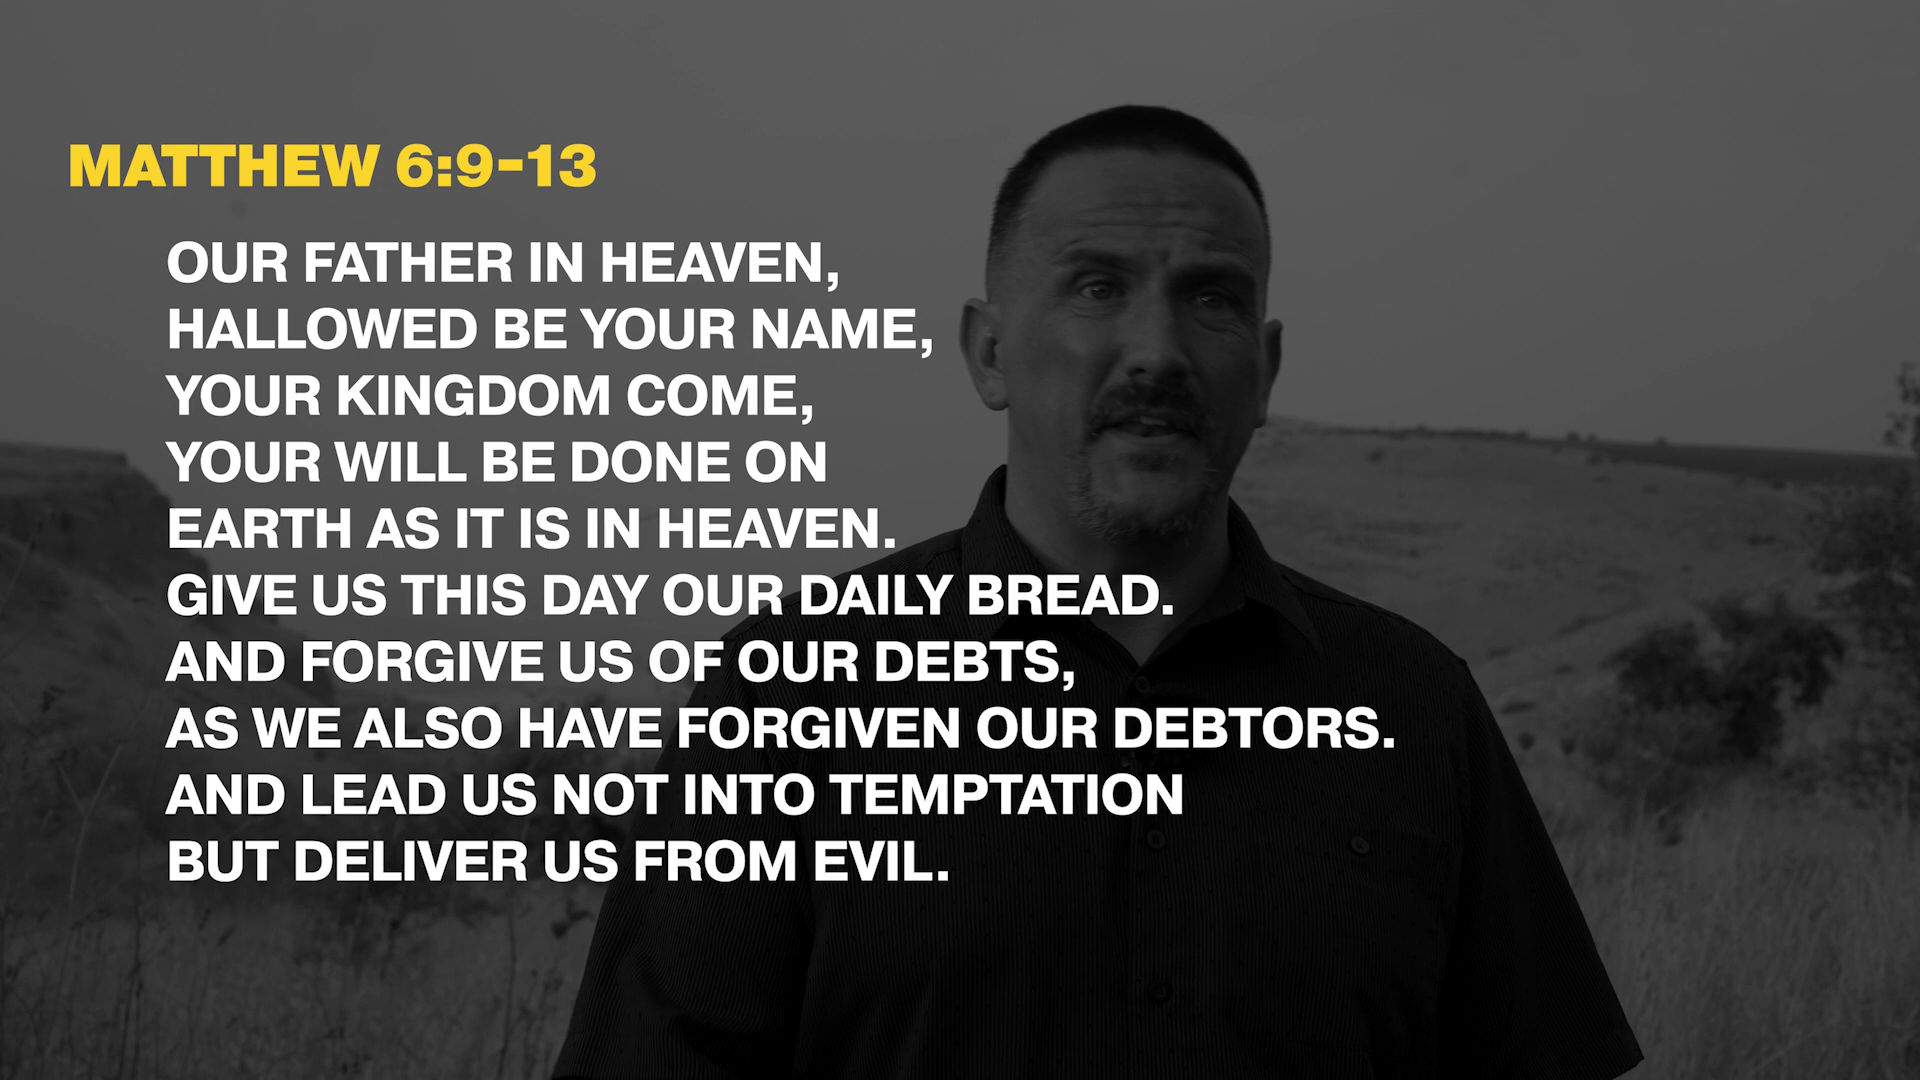 MATTHEW 6:9-13
OUR FATHER IN HEAVEN,
HALLOWED BE YOUR NAME,
YOUR KINGDOM COME,
YOUR WILL BE DONE ON
EARTH AS IT IS IN HEAVEN.
GIVE US THIS DAY OUR DAILY BREAD.
AND FORGIVE US OF OUR DEBTS,
AS WE ALSO HAVE FORGIVEN OUR DEBTORS.
AND LEAD US NOT INTO TEMPTATION
BUT DELIVER US FROM EVIL.